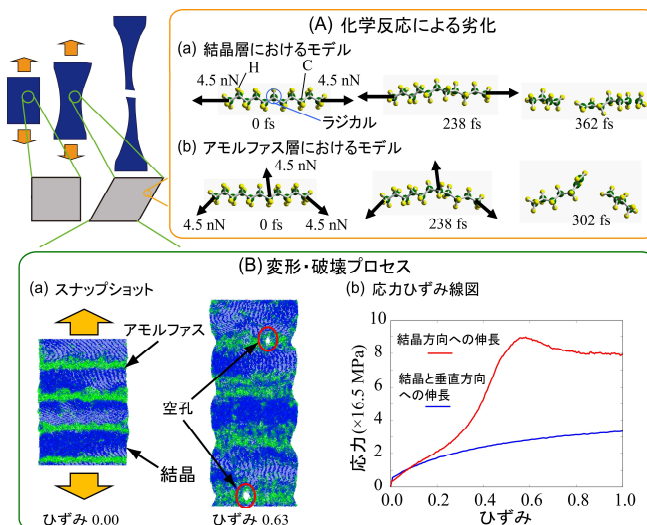 (A) 化学反応による劣化
(a) 結晶層におけるモデル
4.5 nN
H
C
4.5 nN
0 fs
ラジカル
238 fs
362 fs
(b) アモルファス層におけるモデル
4.5 nN
4.5 nN
0 fs
4.5 nN
238 fs
302 fs
(B) 変形・破壊プロセス
(a) スナップショット
アモルファス
空孔
結晶
ひずみ 0.00
ひずみ 0.63
(b) 応力ひずみ線図
結晶方向への伸長
結晶と垂直方向
への伸長
応力(×16.5 MPa)
10
8
6
4
2
0
0.0
0.2
0.4
0.6
0.8
1.0
ひずみ